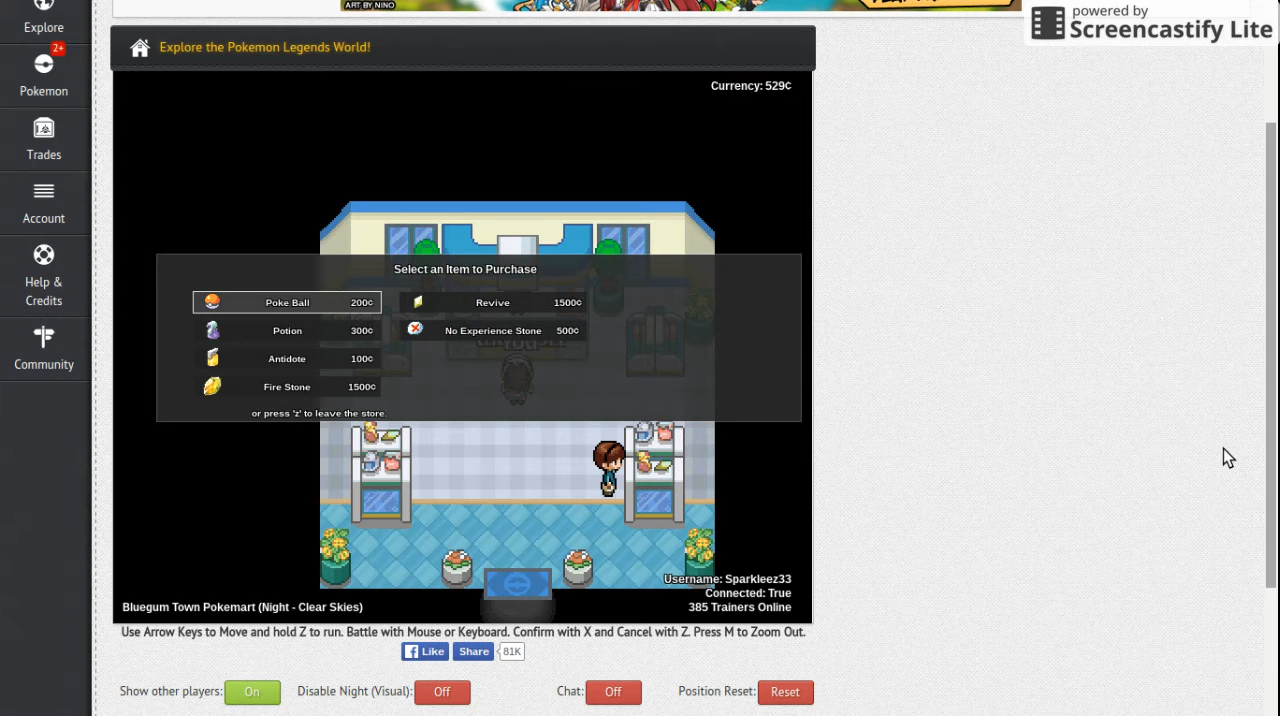 ART BY NINO
powered by
Screencastify Lite
Explore
2+
Pokemon
Trades
Account
Help &
Credits
Community
Explore the Pokemon Legends World!
Currency: 529¢
Select an Item to Purchase
Poke Ball 200¢
Revive 1500¢
Potion 300¢
No Experience Stone 500¢
Antidote 100¢
Fire Stone 1500¢
or press 'z' to leave the store.
Username: Sparkleez33
Connected: True
Bluegum Town Pokemart (Night - Clear Skies)
385 Trainers Online
Use Arrow Keys to Move and hold Z to run. Battle with Mouse or Keyboard. Confirm with X and Cancel with Z. Press M to Zoom Out.
Like Share 81K
Show other players: On Disable Night (Visual): Off Chat: Off Position Reset: Reset